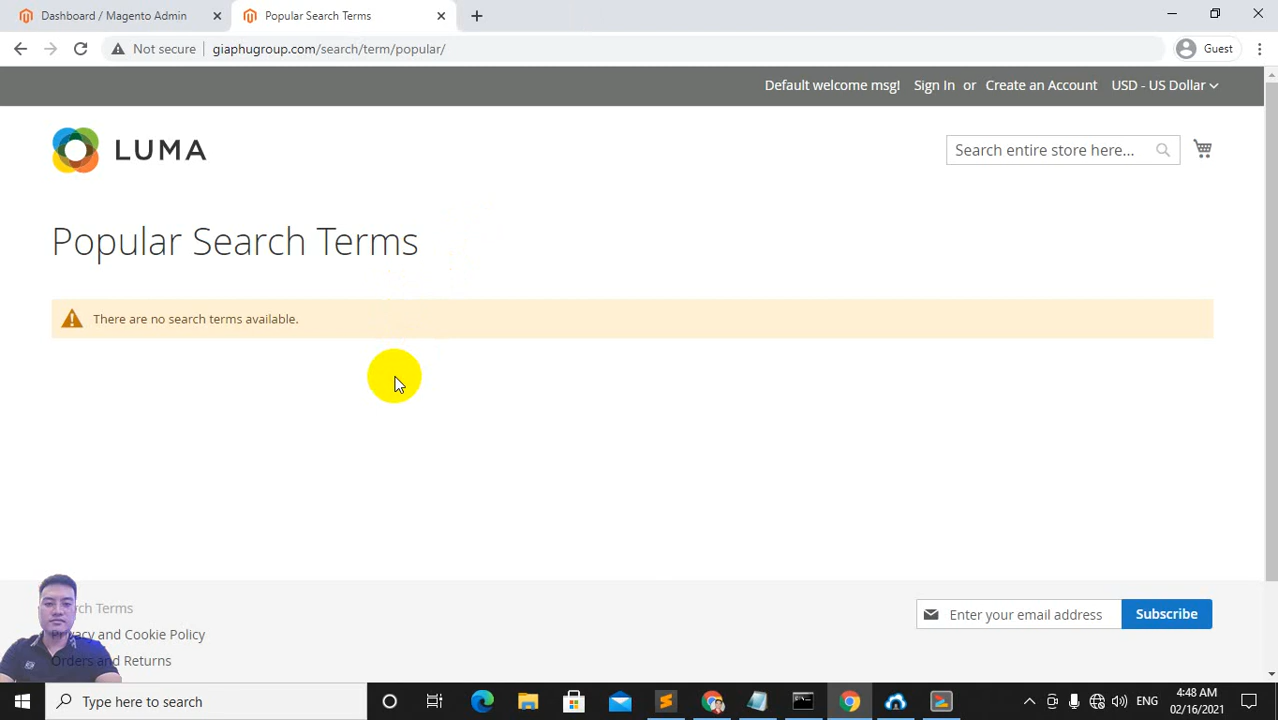 Dashboard / Magento Admin
Popular Search Terms
Not secure
giaphugroup.com/search/term/popular/
Guest
Default welcome msg!
Sign In
or
Create an Account
USD - US Dollar
LUMA
Search entire store here...
Popular Search Terms
There are no search terms available.
Terms
Privacy and Cookie Policy
Orders and Returns
Enter your email address
Subscribe
Type here to search
ENG
4:48 AM
02/16/2021